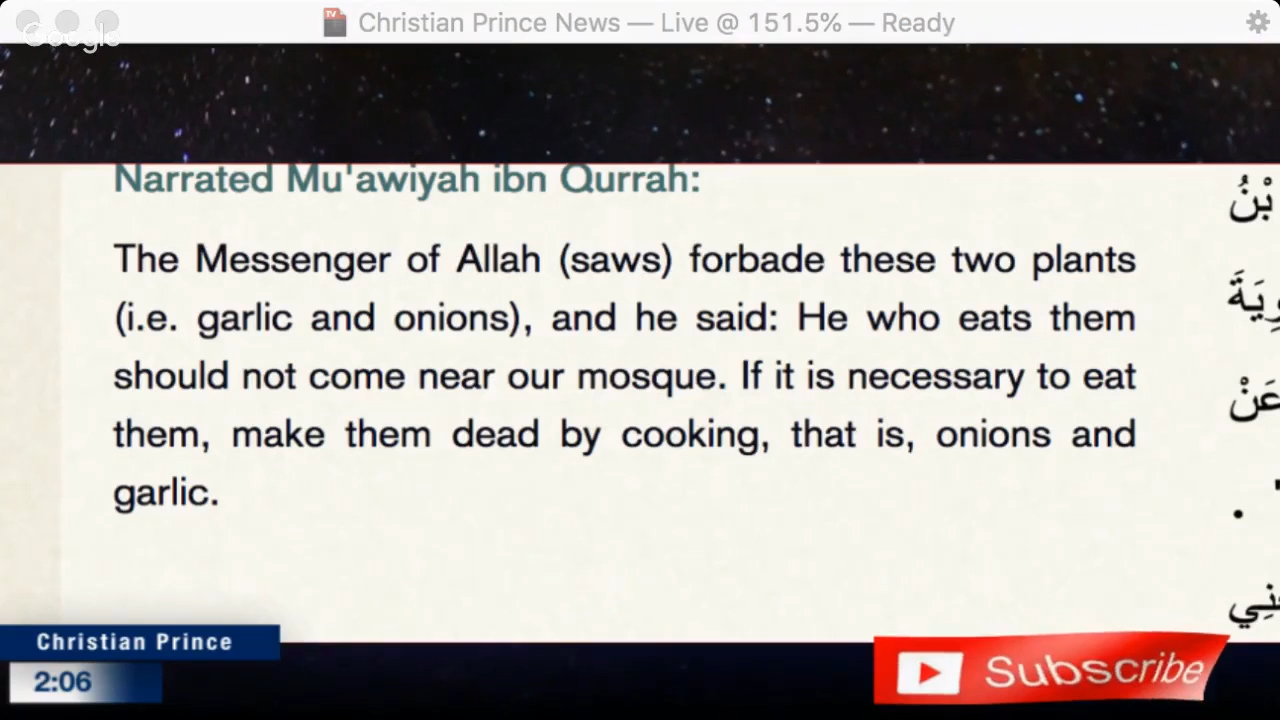 Google
TV
Christian Prince News — Live @ 151.5% — Ready
Narrated Mu'awiyah ibn Qurrah:
The Messenger of Allah (saws) forbade these two plants
(i.e. garlic and onions), and he said: He who eats them
should not come near our mosque. If it is necessary to eat
them, make them dead by cooking, that is, onions and
garlic.
بْنُ
عَنْ
Christian Prince
2:06
Subscribe